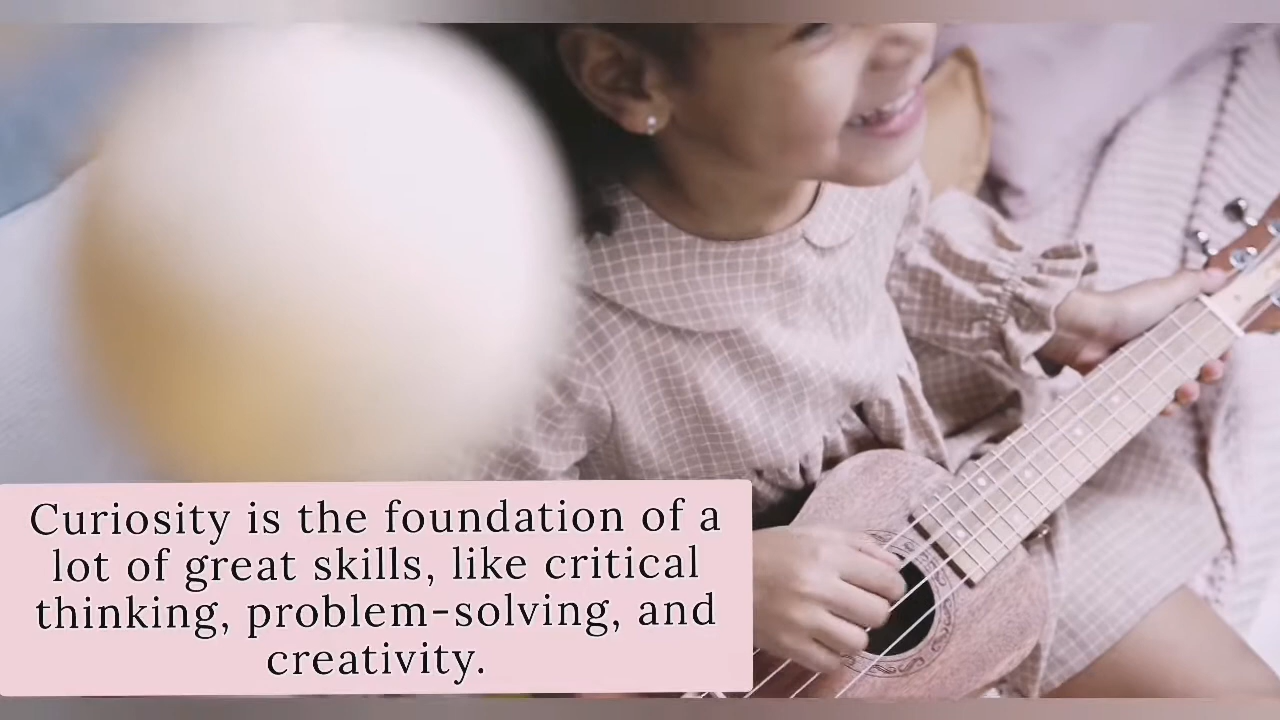 Curiosity is the foundation of a
lot of great skills, like critical
thinking, problem-solving, and
creativity.